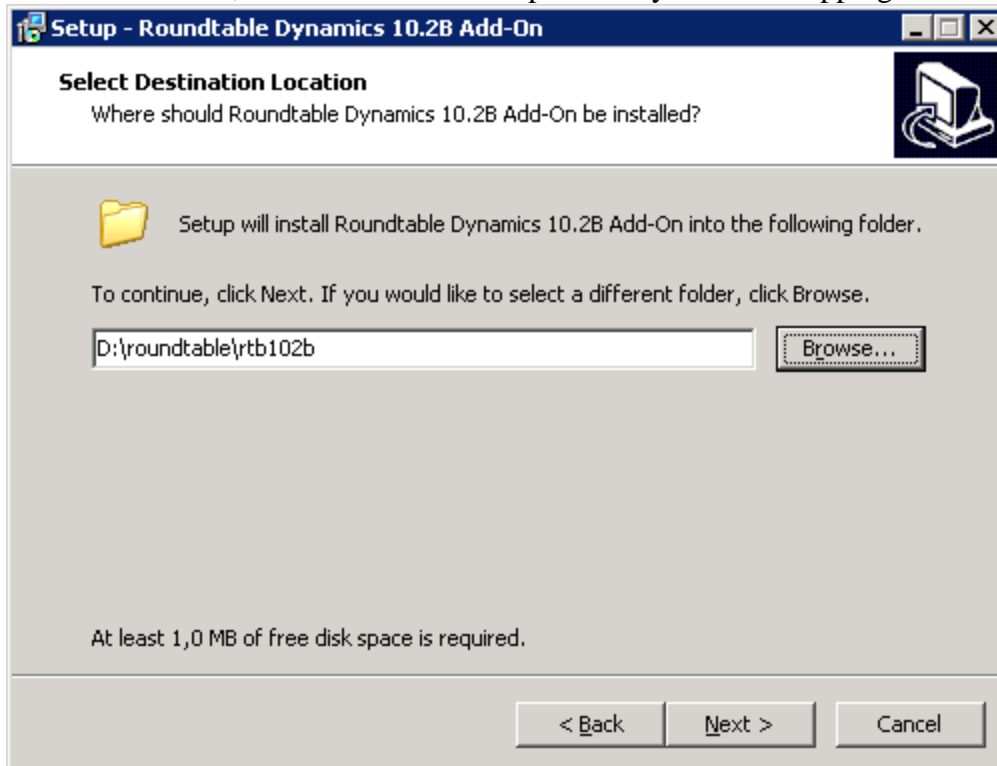 Setup - Roundtable Dynamics 10.2B Add-On
Select Destination Location
Where should Roundtable Dynamics 10.2B Add-On be installed?
Setup will install Roundtable Dynamics 10.2B Add-On into the following folder.
To continue, click Next. If you would like to select a different folder, click Browse.
D:\roundtable\rtb102b
Browse...
At least 1,0 MB of free disk space is required.
< Back
Next >
Cancel